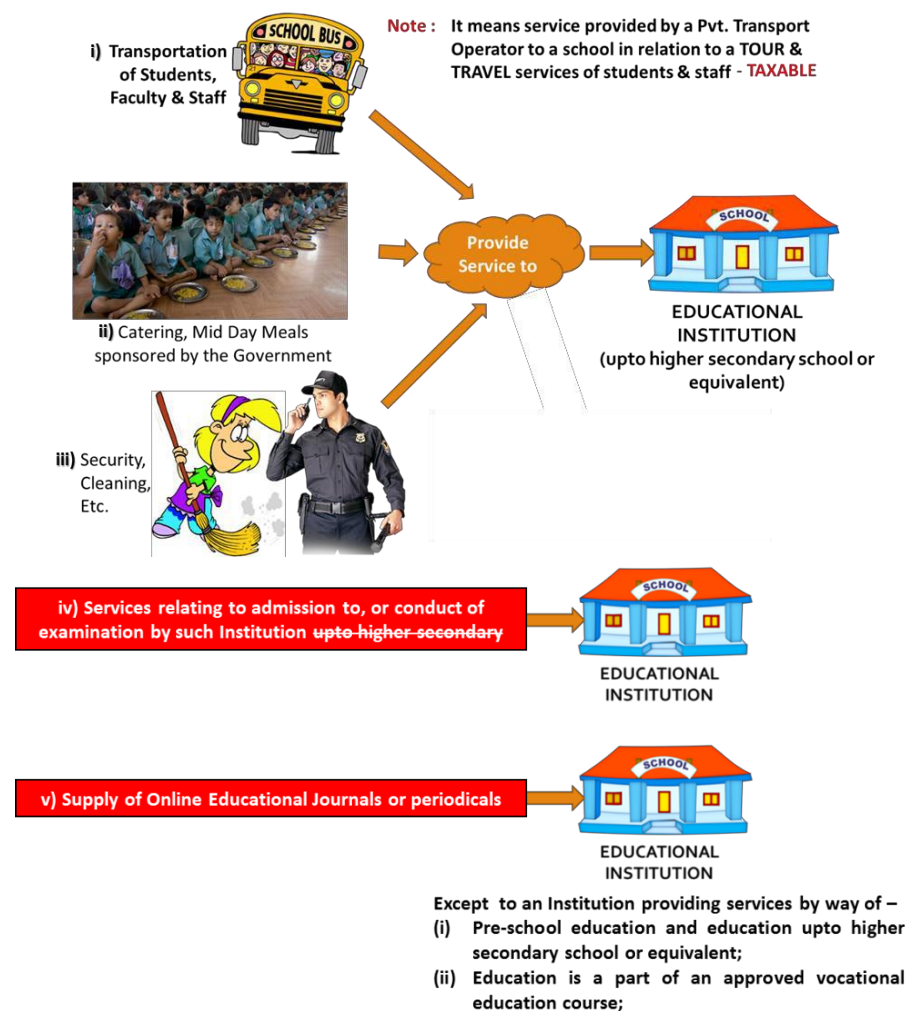 SCHOOL BUS
i) Transportation
of Students,
Faculty & Staff
Note : It means service provided by a Pvt. Transport
Operator to a school in relation to a TOUR &
TRAVEL services of students & staff - TAXABLE
Provide
Service to
SCHOOL
EDUCATIONAL
INSTITUTION
(upto higher secondary school or
equivalent)
ii) Catering, Mid Day Meals
sponsored by the Government
iii) Security,
Cleaning,
Etc.
iv) Services relating to admission to, or conduct of
examination by such Institution upto higher secondary
SCHOOL
EDUCATIONAL
INSTITUTION
v) Supply of Online Educational Journals or periodicals
SCHOOL
EDUCATIONAL
INSTITUTION
Except to an Institution providing services by way of –
(i) Pre-school education and education upto higher
secondary school or equivalent;
(ii) Education is a part of an approved vocational
education course;